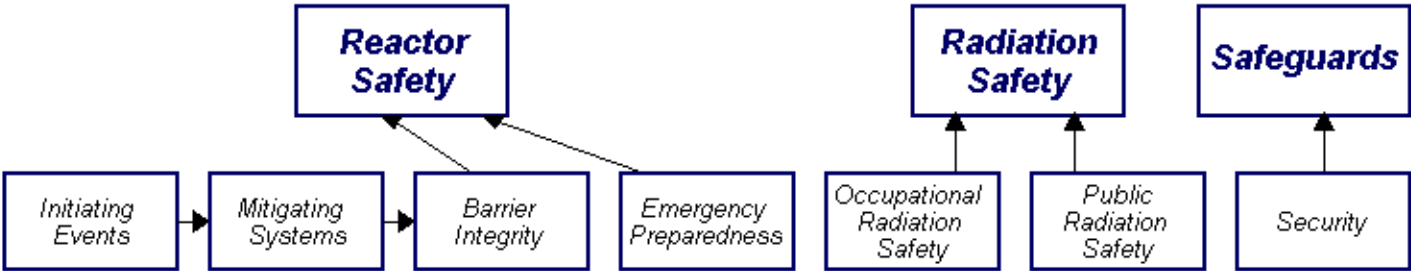 Reactor
Safety
Radiation
Safety
Safeguards
Initiating
Events
Mitigating
Systems
Barrier
Integrity
Emergency
Preparedness
Occupational
Radiation
Safety
Public
Radiation
Safety
Security